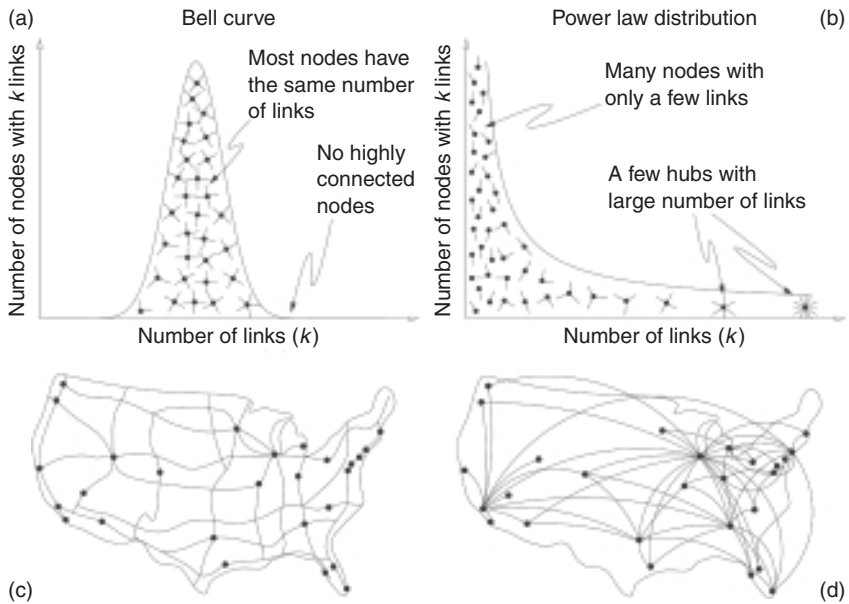 (a)
Bell curve
Number of nodes with k links
Most nodes have
the same number
of links
No highly
connected
nodes
Number of links (k)
Power law distribution
(b)
Number of nodes with k links
Many nodes with
only a few links
A few hubs with
large number of links
Number of links (k)
(c)
(d)